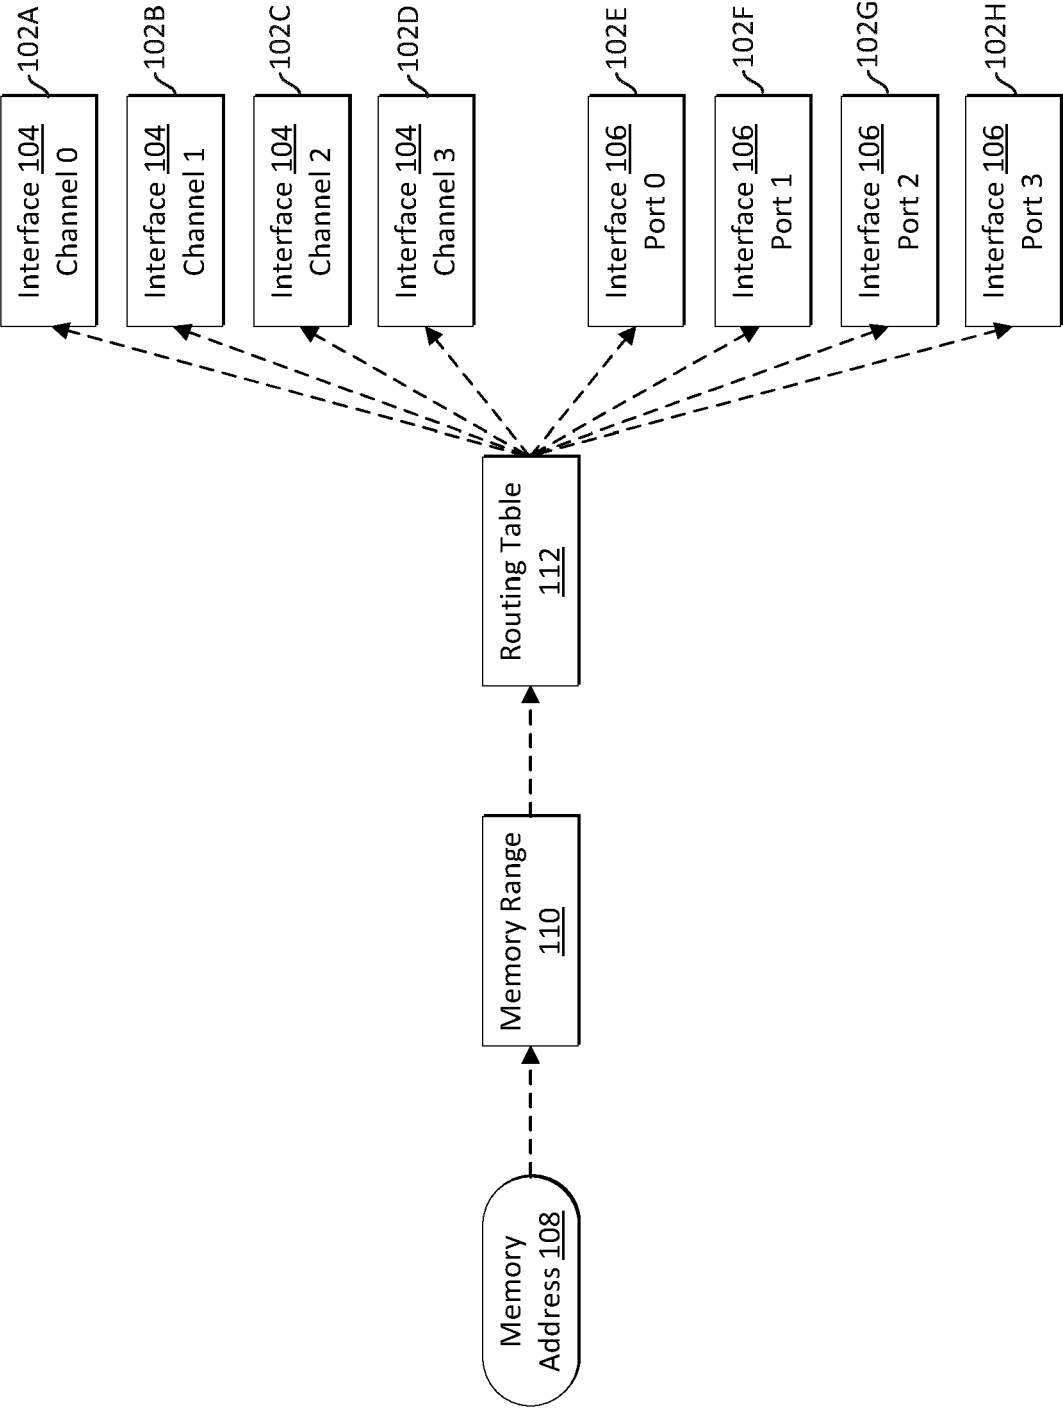 Memory
Address 108
Memory Range
110
Routing Table
112
Interface 104
Channel 0
102A
Interface 104
Channel 1
102B
Interface 104
Channel 2
102C
Interface 104
Channel 3
102D
Interface 106
Port 0
102E
Interface 106
Port 1
102F
Interface 106
Port 2
102G
Interface 106
Port 3
102H